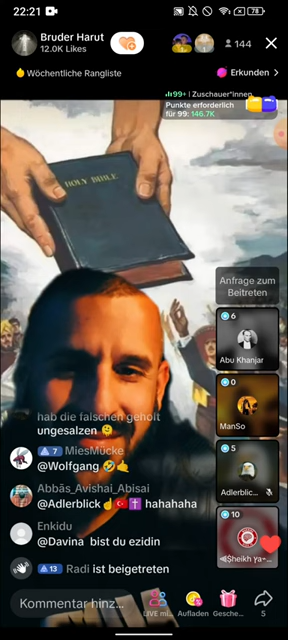 22:21
78
Bruder Harut
12.0K Likes
144
Wöchentliche Rangliste
Erkunden
99+ | Zuschauer*innen
Punkte erforderlich
für 99: 146.7K
HOLY BIBLE
Anfrage zum
Beitreten
6
Abu Khanjar
0
ManSo
5
Adlerblic...
10
hab die falschen geholt
ungesalzen
7 MiesMücke
@Wolfgang
Abbās_Avishai_Abisai
@Adlerblick hahahaha
Enkidu
@Davina bist du ezidin
13 Radi ist beigetreten
Kommentar hinz...
LIVE mi...
Aufladen
Gesche...
5